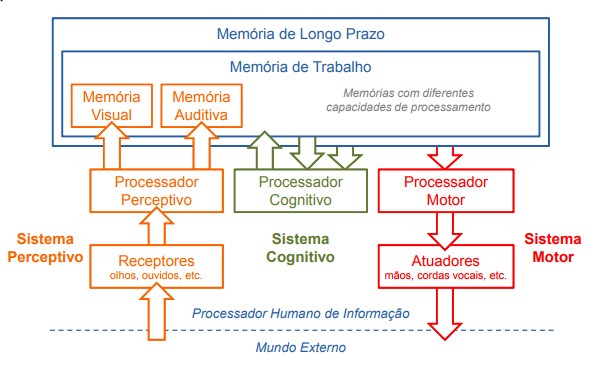 Memória de Longo Prazo
Memória de Trabalho
Memória
Visual
Memória
Auditiva
Memórias com diferentes
capacidades de processamento
Processador
Perceptivo
Processador
Cognitivo
Processador
Motor
Sistema
Perceptivo
Receptores
olhos, ouvidos, etc.
Sistema
Cognitivo
Atuadores
mãos, cordas vocais, etc.
Sistema
Motor
Processador Humano de Informação
Mundo Externo